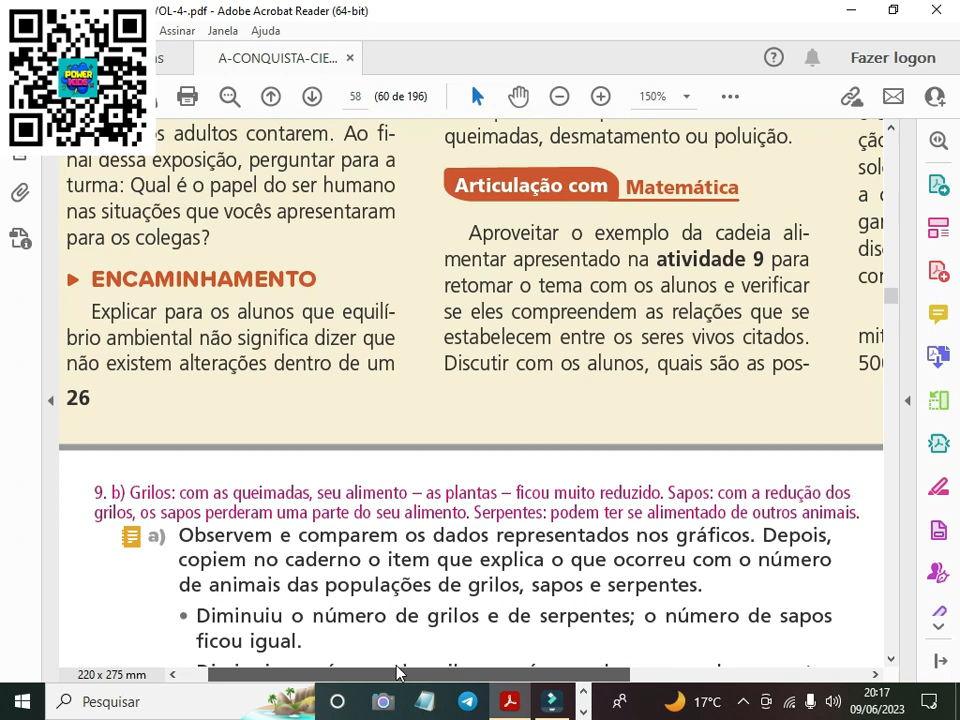 VOL-4-.pdf - Adobe Acrobat Reader (64-bit)
Assinar Janela Ajuda
A-CONQUISTA-CIE... ×
Fazer logon
58 (60 de 196) 150%
POWER KIDS
adultos contarem. Ao fi-
nal dessa exposição, perguntar para a
turma: Qual é o papel do ser humano
nas situações que vocês apresentaram
para os colegas?
ENCAMINHAMENTO
Explicar para os alunos que equilí-
brio ambiental não significa dizer que
não existem alterações dentro de um
26
queimadas, desmatamento ou poluição.
Articulação com Matemática
Aproveitar o exemplo da cadeia ali-
mentar apresentado na atividade 9 para
retomar o tema com os alunos e verificar
se eles compreendem as relações que se
estabelecem entre os seres vivos citados.
Discutir com os alunos, quais são as pos-
ção
sol
a
gar
dis
cor
mit
500
9. b) Grilos: com as queimadas, seu alimento – as plantas – ficou muito reduzido. Sapos: com a redução dos
grilos, os sapos perderam uma parte do seu alimento. Serpentes: podem ter se alimentado de outros animais.
a) Observem e comparem os dados representados nos gráficos. Depois,
copiem no caderno o item que explica o que ocorreu com o número
de animais das populações de grilos, sapos e serpentes.
• Diminuiu o número de grilos e de serpentes; o número de sapos
ficou igual.
220 x 275 mm
Pesquisar
17°C
20:17
09/06/2023